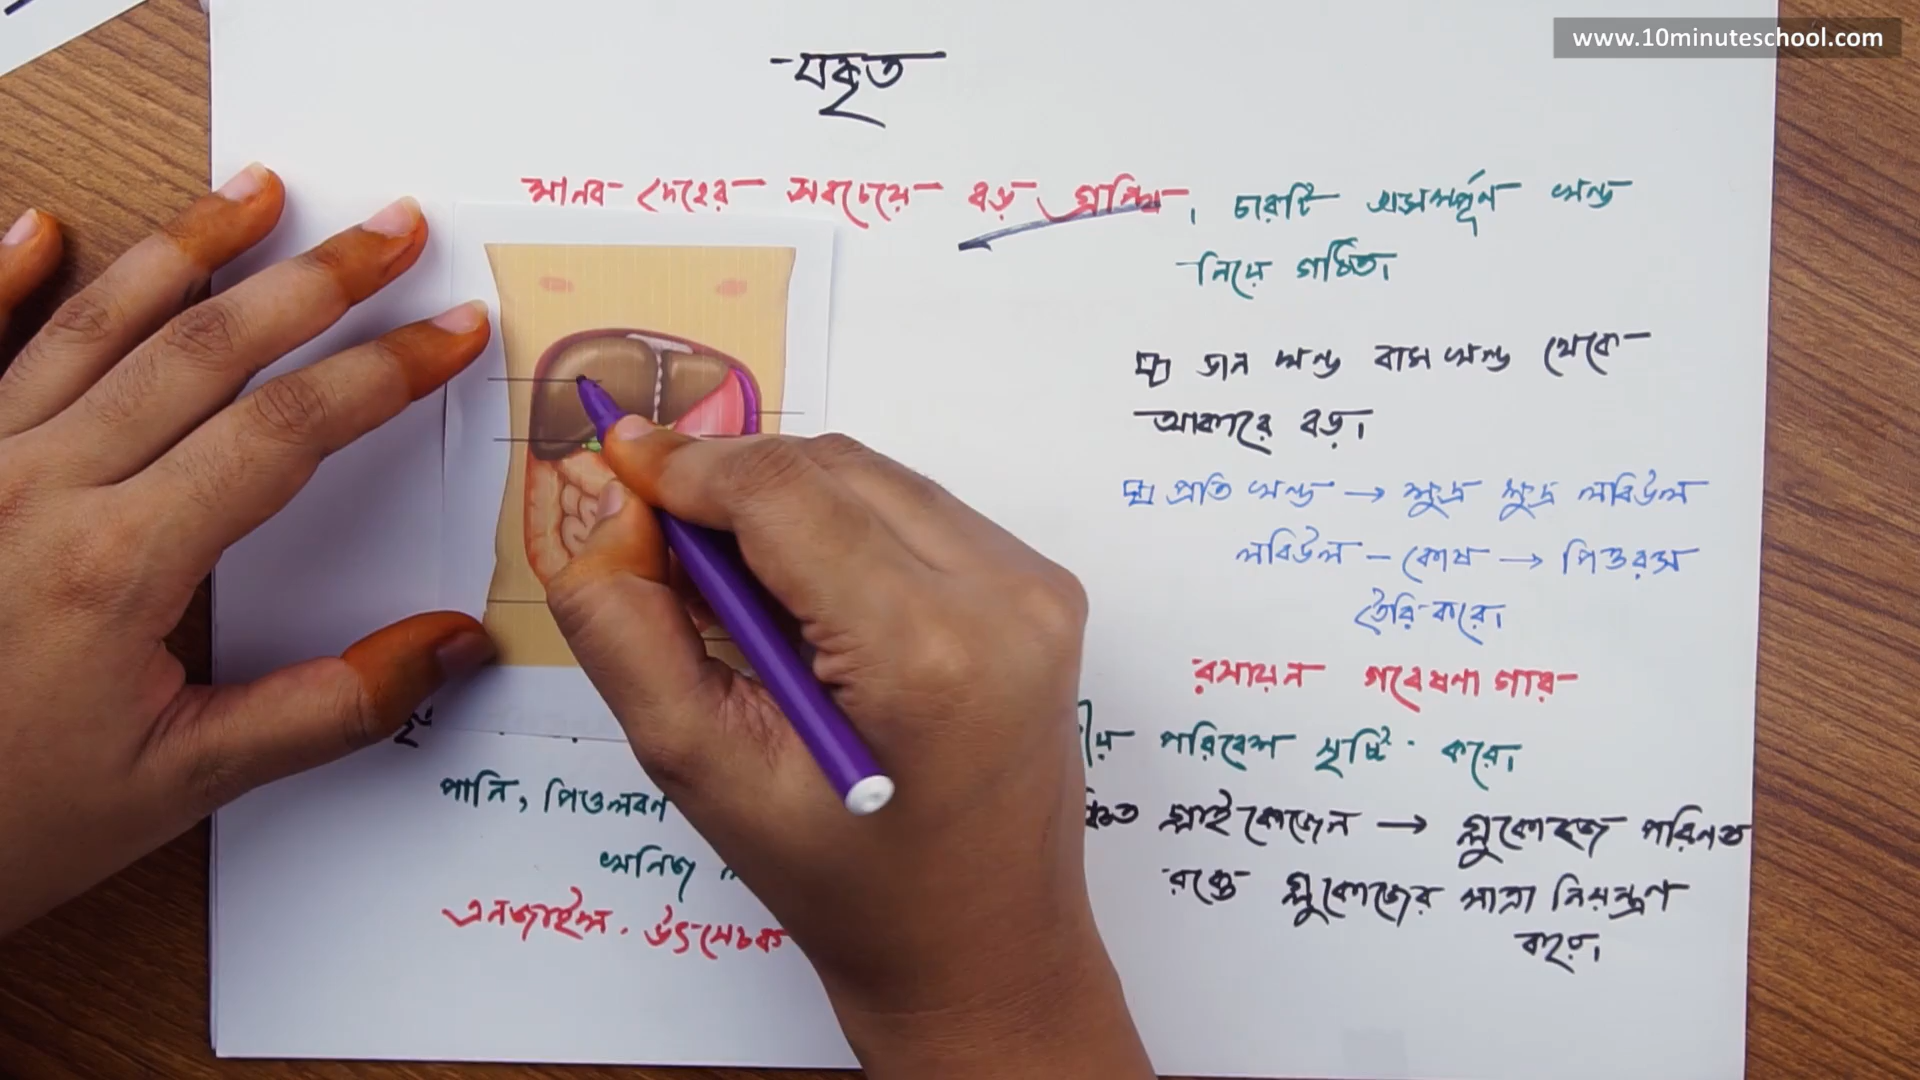 www.10minuteschool.com
যকৃত
মানব দেহের সবচেয়ে বড় গ্রন্থি, চারটি অসম্পূর্ণ খন্ড
নিয়ে গঠিত।
ডান খন্ড বাম খন্ড থেকে
আকারে বড়।
প্রতি খন্ড → ক্ষুদ্র ক্ষুদ্র লবিউল
লবিউল - কোষ → পিত্তরস
তৈরি করে।
রসায়ন গবেষণাগার
পরিবেশ সৃষ্টি করে।
পানি, পিত্তলবণ
গ্লাইকোজেন → গ্লুকোজে পরিনত
খনিজ
রক্তে গ্লুকোজের মাত্রা নিয়ন্ত্রণ
করে।
এনজাইম. উৎসেচক